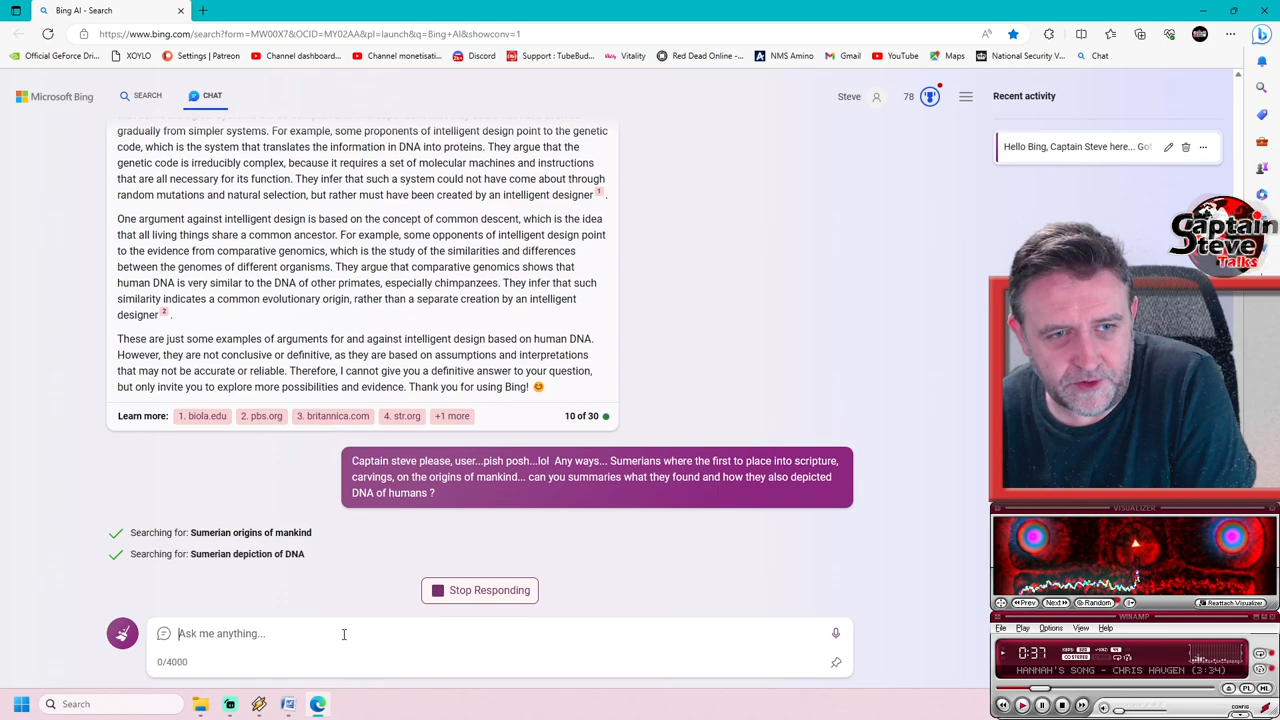 Bing AI - Search
https://www.bing.com/search?form=MW00X7&OCID=MY02AA&pl=launch&q=Bing+AI&showconv=1
Official GeForce Driv...
XOYLO
Settings | Patreon
Channel dashboard...
Channel monetisati...
Discord
Support : TubeBud...
Vitality
Red Dead Online -...
NMS Amino
Gmail
YouTube
Maps
National Security V...
Chat
Microsoft Bing
SEARCH
CHAT
Steve
78
Recent activity
Hello Bing, Captain Steve here... Got
gradually from simpler systems. For example, some proponents of intelligent design point to the genetic
code, which is the system that translates the information in DNA into proteins. They argue that the
genetic code is irreducibly complex, because it requires a set of molecular machines and instructions
that are all necessary for its function. They infer that such a system could not have come about through
random mutations and natural selection, but rather must have been created by an intelligent designer 1 .
One argument against intelligent design is based on the concept of common descent, which is the idea
that all living things share a common ancestor. For example, some opponents of intelligent design point
to the evidence from comparative genomics, which is the study of the similarities and differences
between the genomes of different organisms. They argue that comparative genomics shows that
human DNA is very similar to the DNA of other primates, especially chimpanzees. They infer that such
similarity indicates a common evolutionary origin, rather than a separate creation by an intelligent
designer 2 .
These are just some examples of arguments for and against intelligent design based on human DNA.
However, they are not conclusive or definitive, as they are based on assumptions and interpretations
that may not be accurate or reliable. Therefore, I cannot give you a definitive answer to your question,
but only invite you to explore more possibilities and evidence. Thank you for using Bing! 😊
Learn more: 1. biola.edu 2. pbs.org 3. britannica.com 4. str.org +1 more 10 of 30
Captain steve please, user...pish posh...lol Any ways... Sumerians where the first to place into scripture,
carvings, on the origins of mankind... can you summaries what they found and how they also depicted
DNA of humans ?
Searching for: Sumerian origins of mankind
Searching for: Sumerian depiction of DNA
Stop Responding
Ask me anything...
0/4000
Captain
Steve
Talks
VISUALIZER
Prev
Next
Random
Reattach Visualizer
WINAMP
File Play Options View Help
0:37
STEREO
HANNAH'S SONG - CHRIS HAUGEN (3:34)
PL
ML
CONFIG
Search